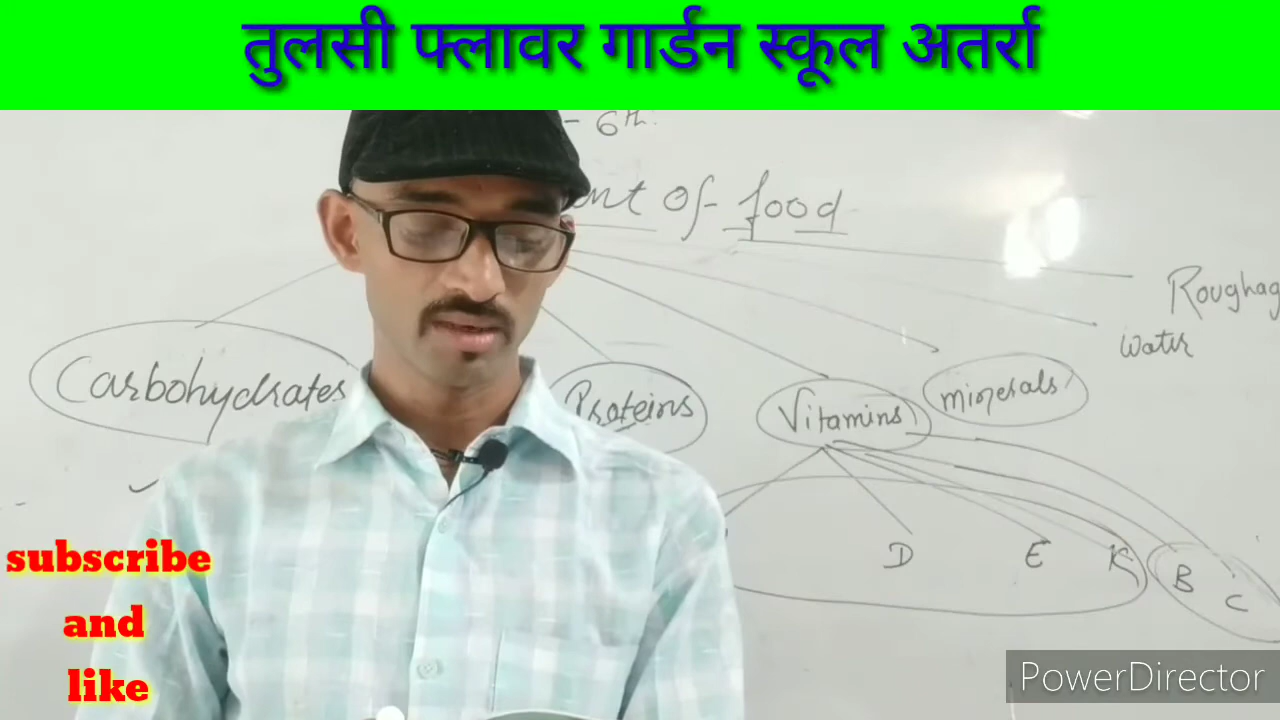 तुलसी फ्लावर गार्डन स्कूल अतर्रा
- 6th.
of food
Roughag
Water
Carbohydrates
Proteins
Vitamins
minerals
D E K B C
subscribe
and
like
PowerDirector